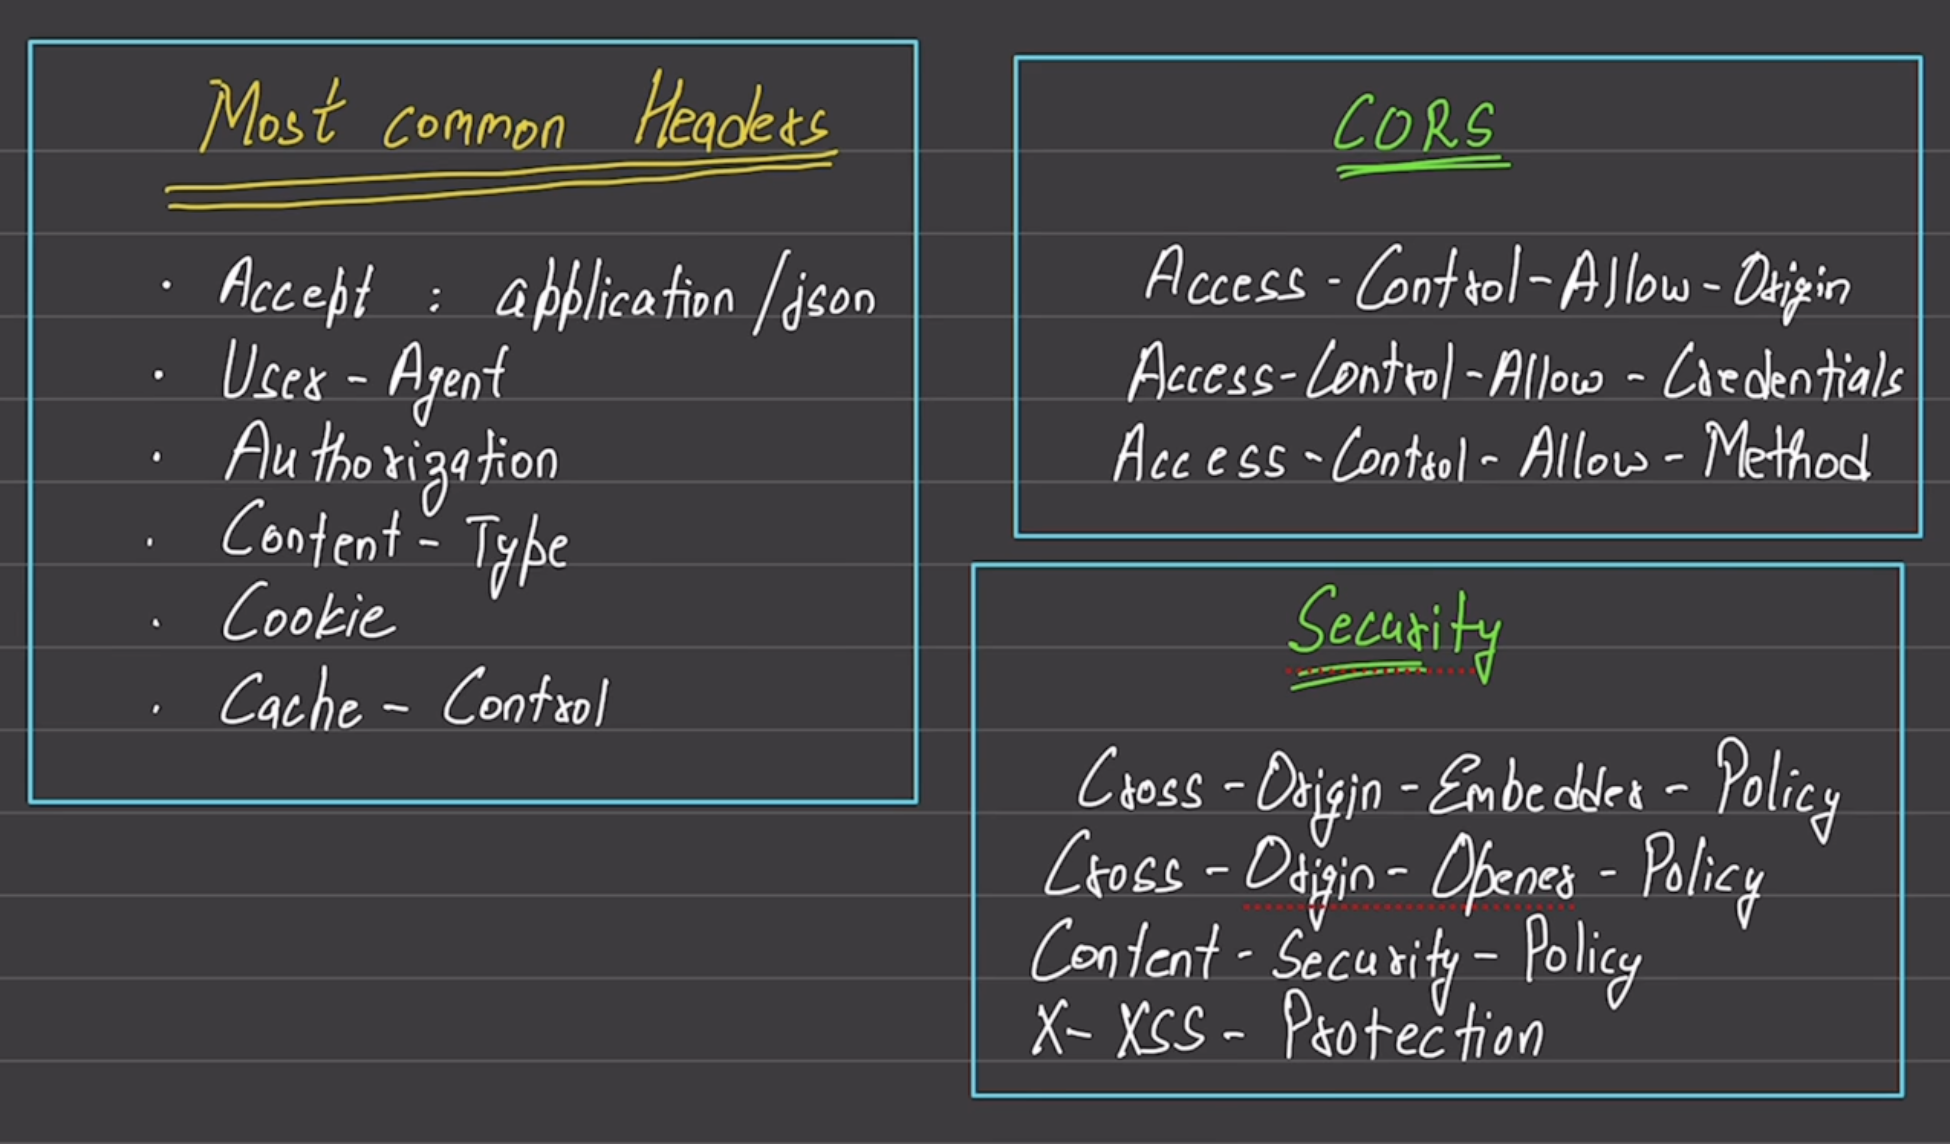 Most common Headers
• Accept : application/json
• User - Agent
• Authorization
• Content - Type
• Cookie
• Cache - Control
CORS
Access - Control - Allow - Origin
Access - Control - Allow - Credentials
Access - Control - Allow - Method
Security
Cross - Origin - Embedder - Policy
Cross - Origin - Opener - Policy
Content - Security - Policy
X - XSS - Protection